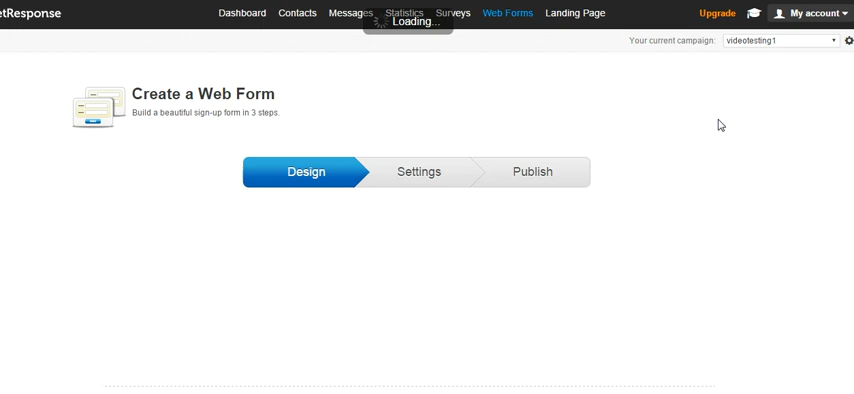 etResponse Dashboard Contacts Messages Statistics Surveys Web Forms Landing Page Upgrade My account
Loading...
Your current campaign: videotesting1
Create a Web Form
Build a beautiful sign-up form in 3 steps.
Design Settings Publish